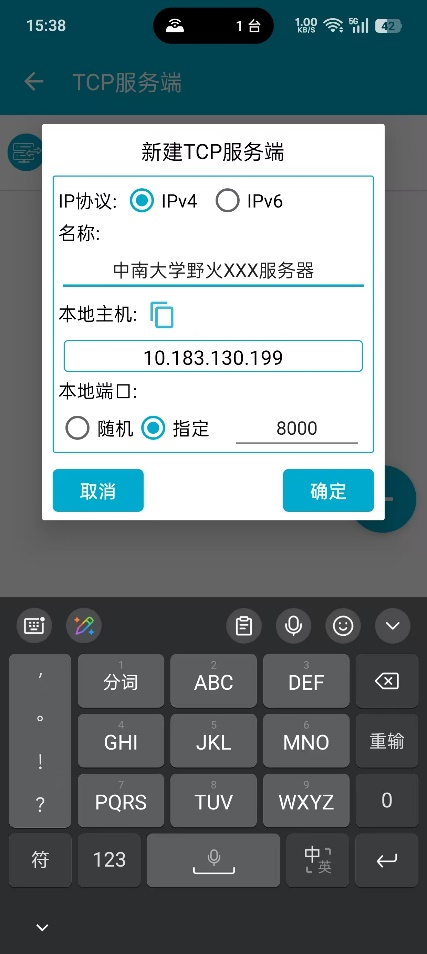 15:38
1 台
1.00 KB/S
5G
42
TCP服务端
新建TCP服务端
IP协议: IPv4 IPv6
名称:
中南大学野火XXX服务器
本地主机:
10.183.130.199
本地端口:
随机 指定 8000
取消 确定
, 1 分词 2 ABC 3 DEF
。 4 GHI 5 JKL 6 MNO 重输
!
? 7 PQRS 8 TUV 9 WXYZ 0
符 123 中 英